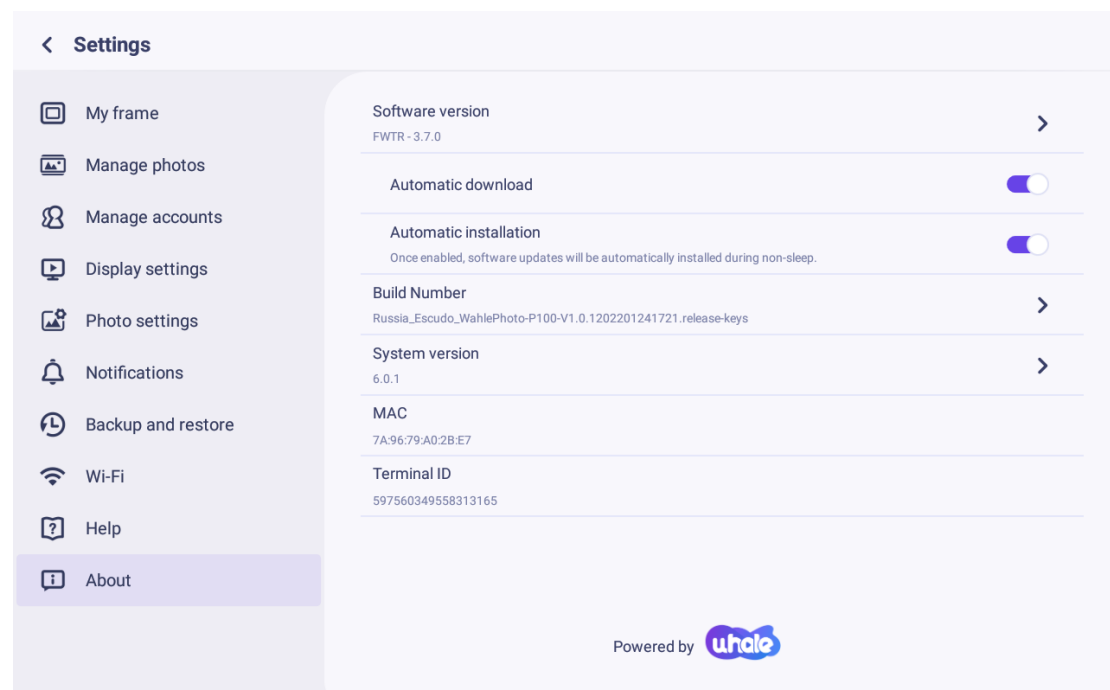 Settings
My frame
Manage photos
Manage accounts
Display settings
Photo settings
Notifications
Backup and restore
Wi-Fi
Help
About
Software version
FWTR - 3.7.0
Automatic download
Automatic installation
Once enabled, software updates will be automatically installed during non-sleep.
Build Number
Russia_Escudo_WahlePhoto-P100-V1.0.1202201241721.release-keys
System version
6.0.1
MAC
7A:96:79:A0:2B:E7
Terminal ID
597560349558313165
Powered by uhale